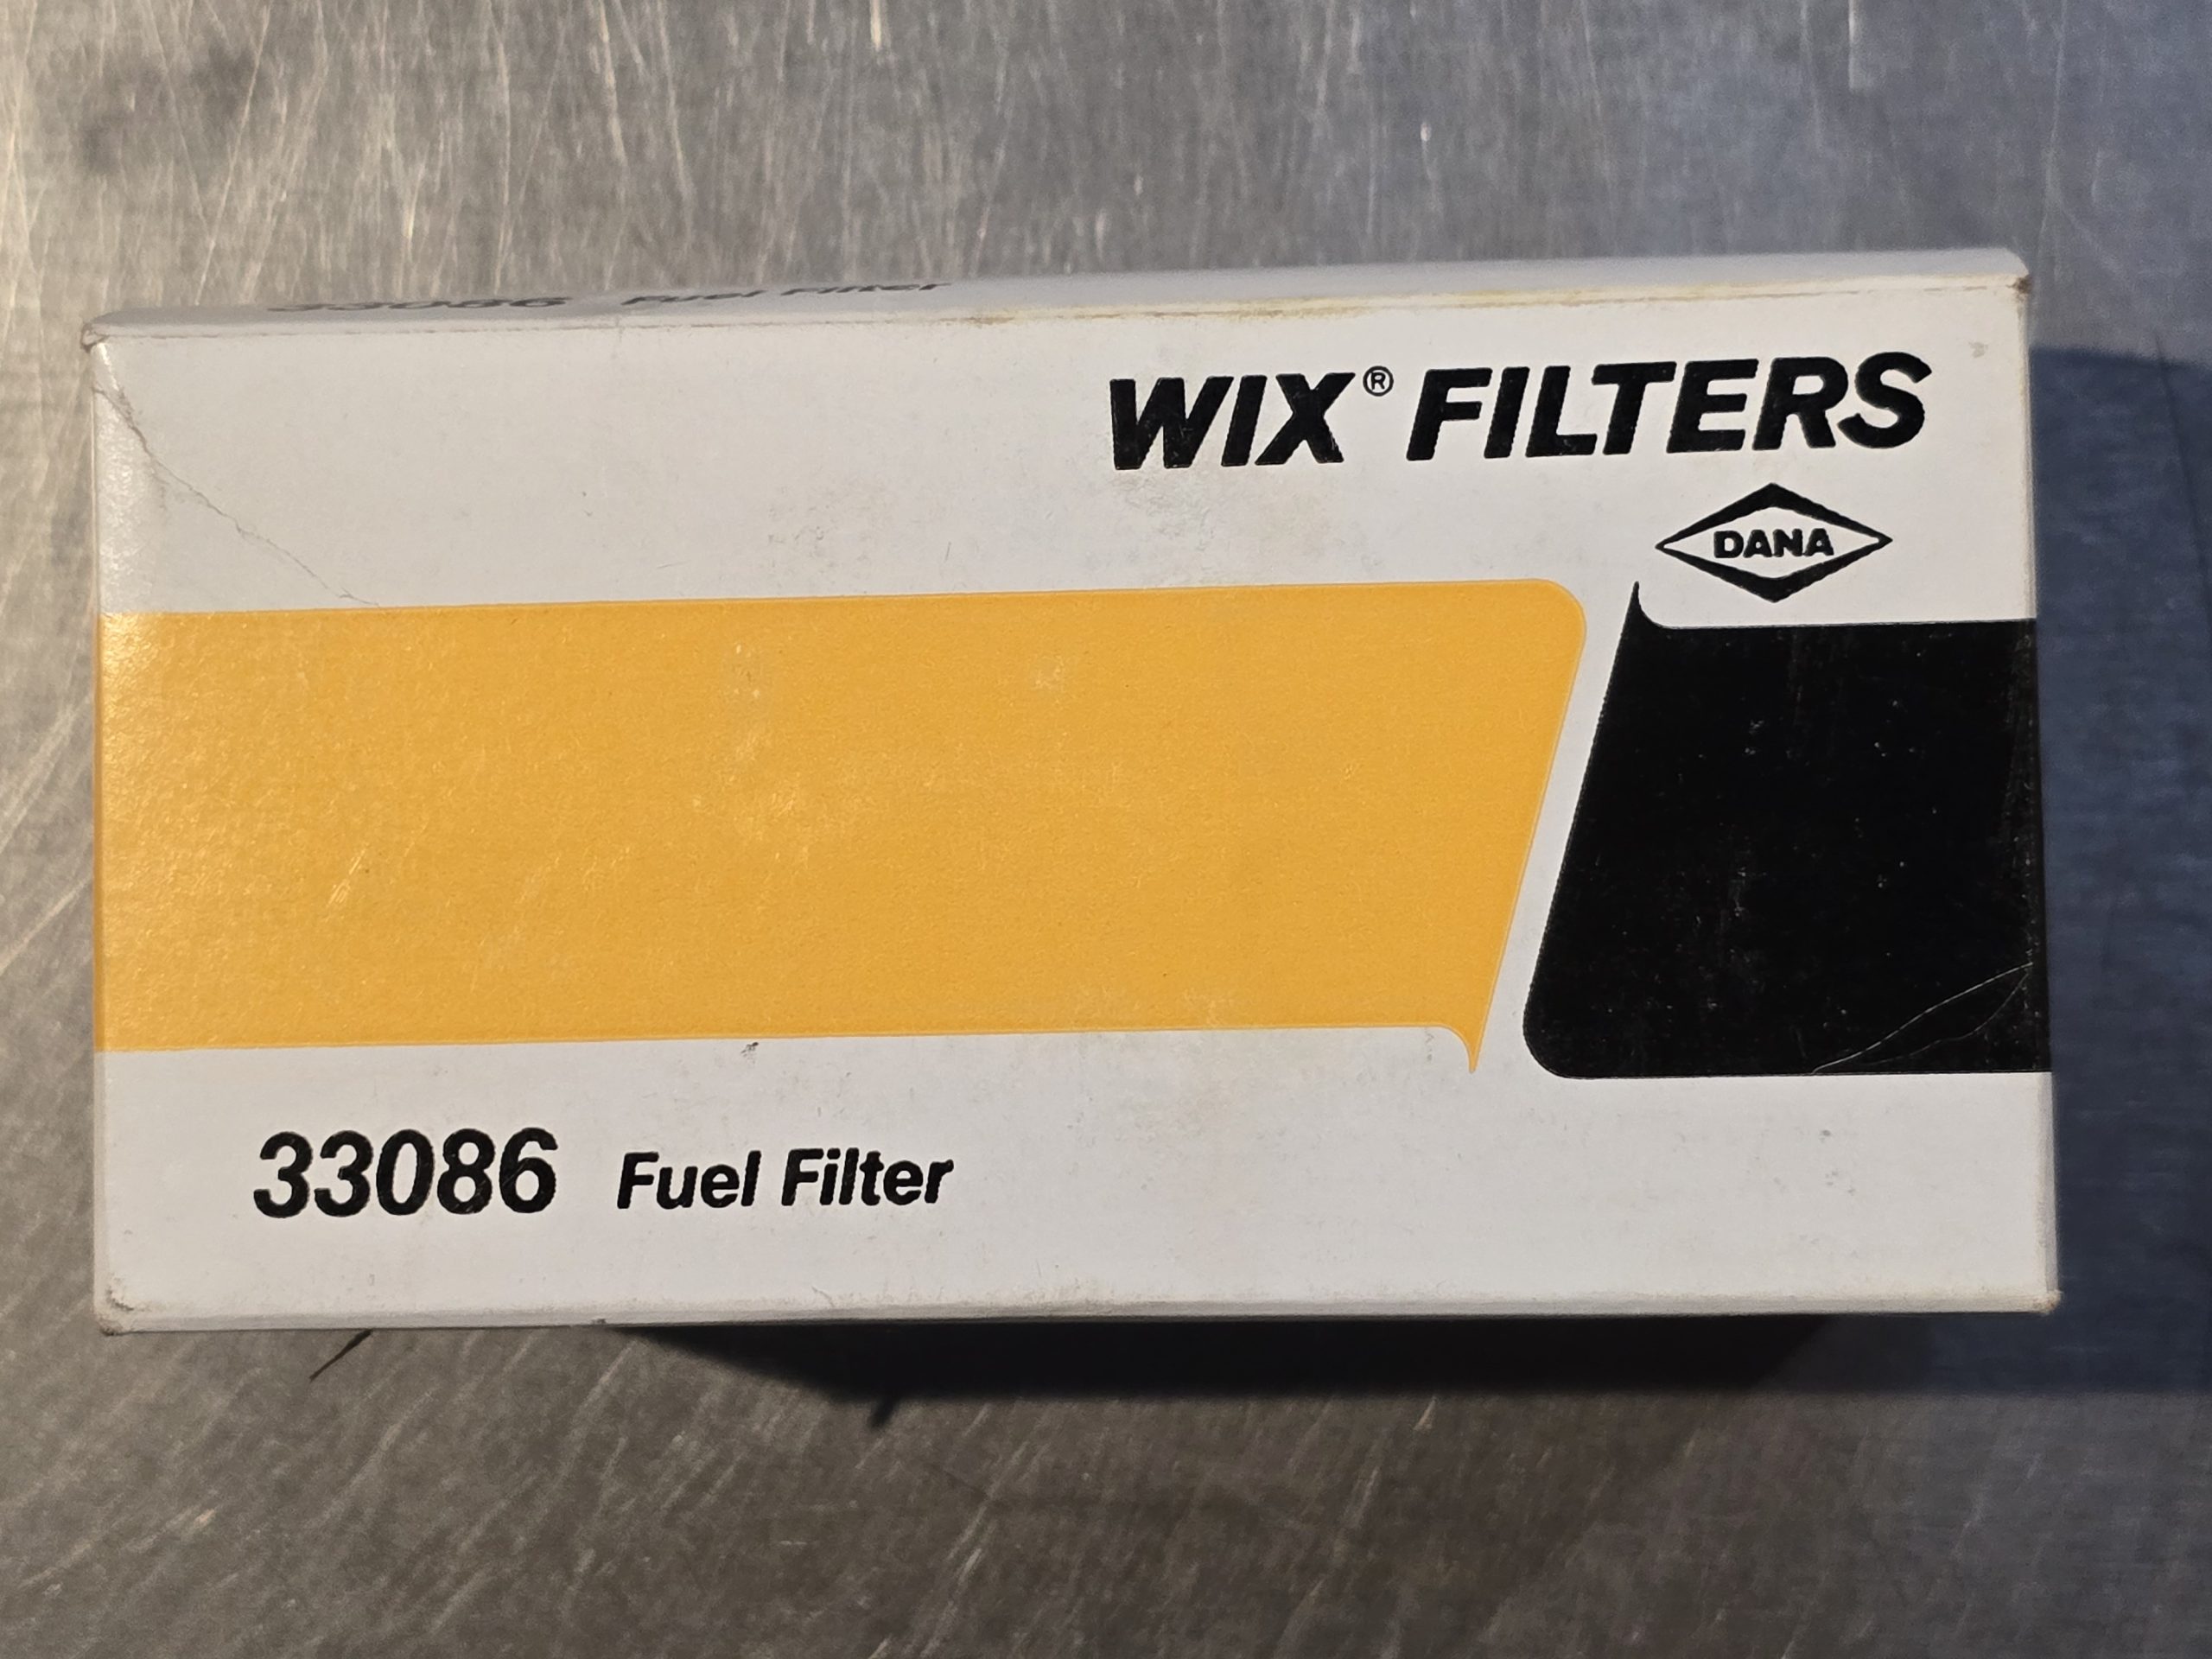 33086 Fuel Filter
WIX® FILTERS
DANA
33086 Fuel Filter